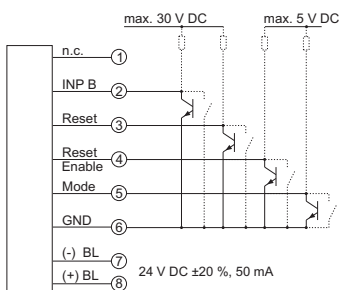 max. 30 V DC
max. 5 V DC
n.c.
1
INP B
2
Reset
3
Reset
Enable
4
Mode
5
GND
6
(-) BL
7
24 V DC ±20 %, 50 mA
(+) BL
8